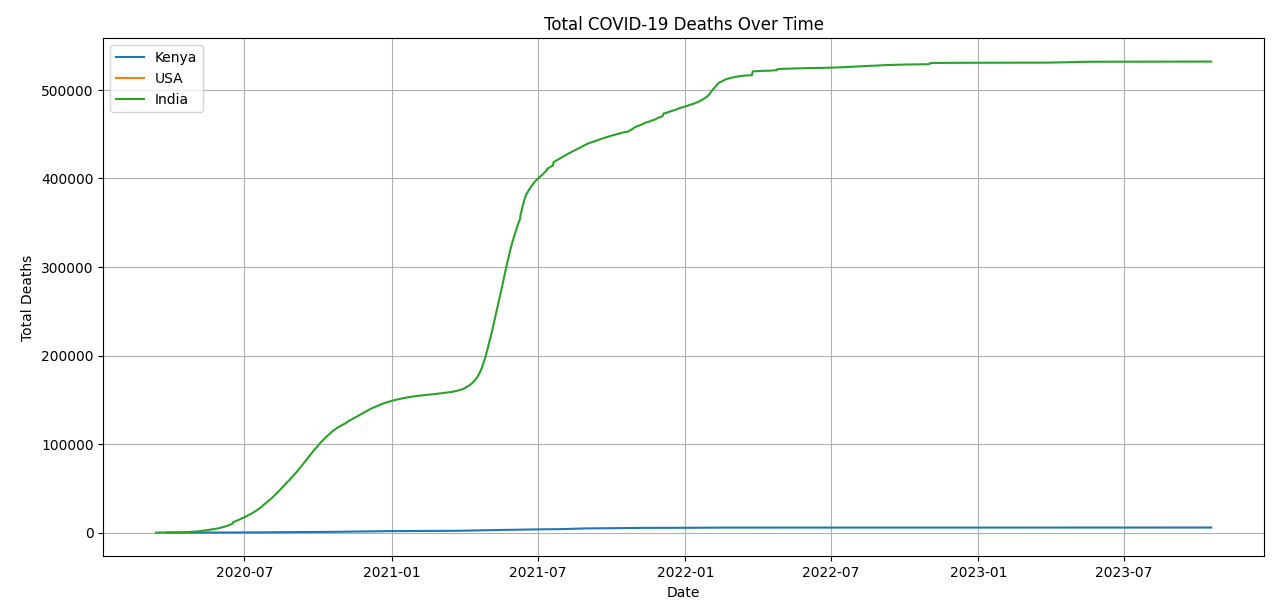 Total COVID-19 Deaths Over Time
Kenya
USA
India
Total Deaths
500000
400000
300000
200000
100000
0
2020-07
2021-01
2021-07
2022-01
2022-07
2023-01
2023-07
Date